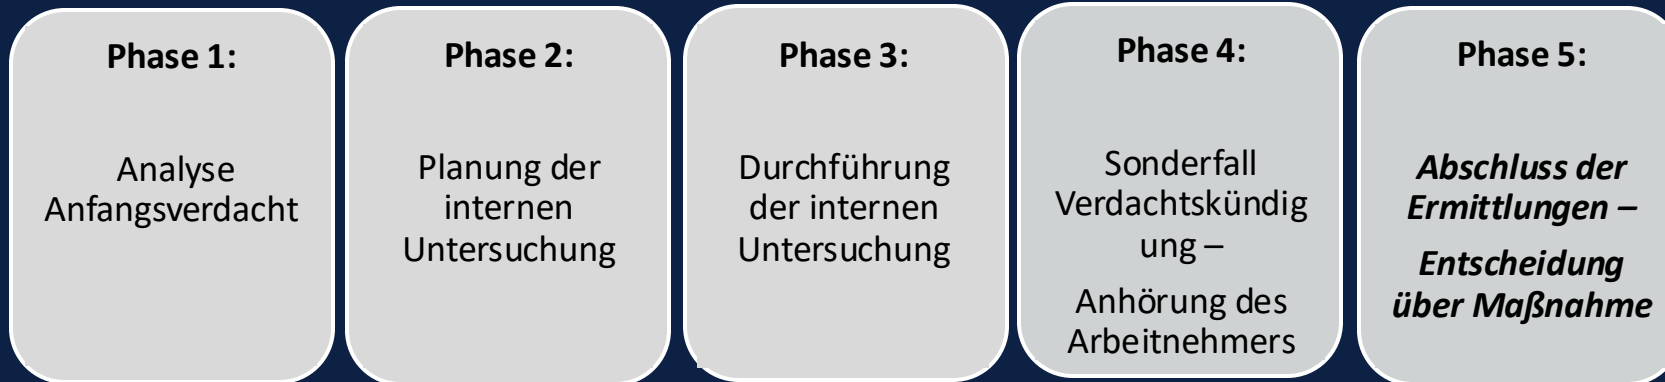 Phase 1:
Analyse
Anfangsverdacht
Phase 2:
Planung der
internen
Untersuchung
Phase 3:
Durchführung
der internen
Untersuchung
Phase 4:
Sonderfall
Verdachtskündig
ung –
Anhörung des
Arbeitnehmers
Phase 5:
Abschluss der
Ermittlungen –
Entscheidung
über Maßnahme